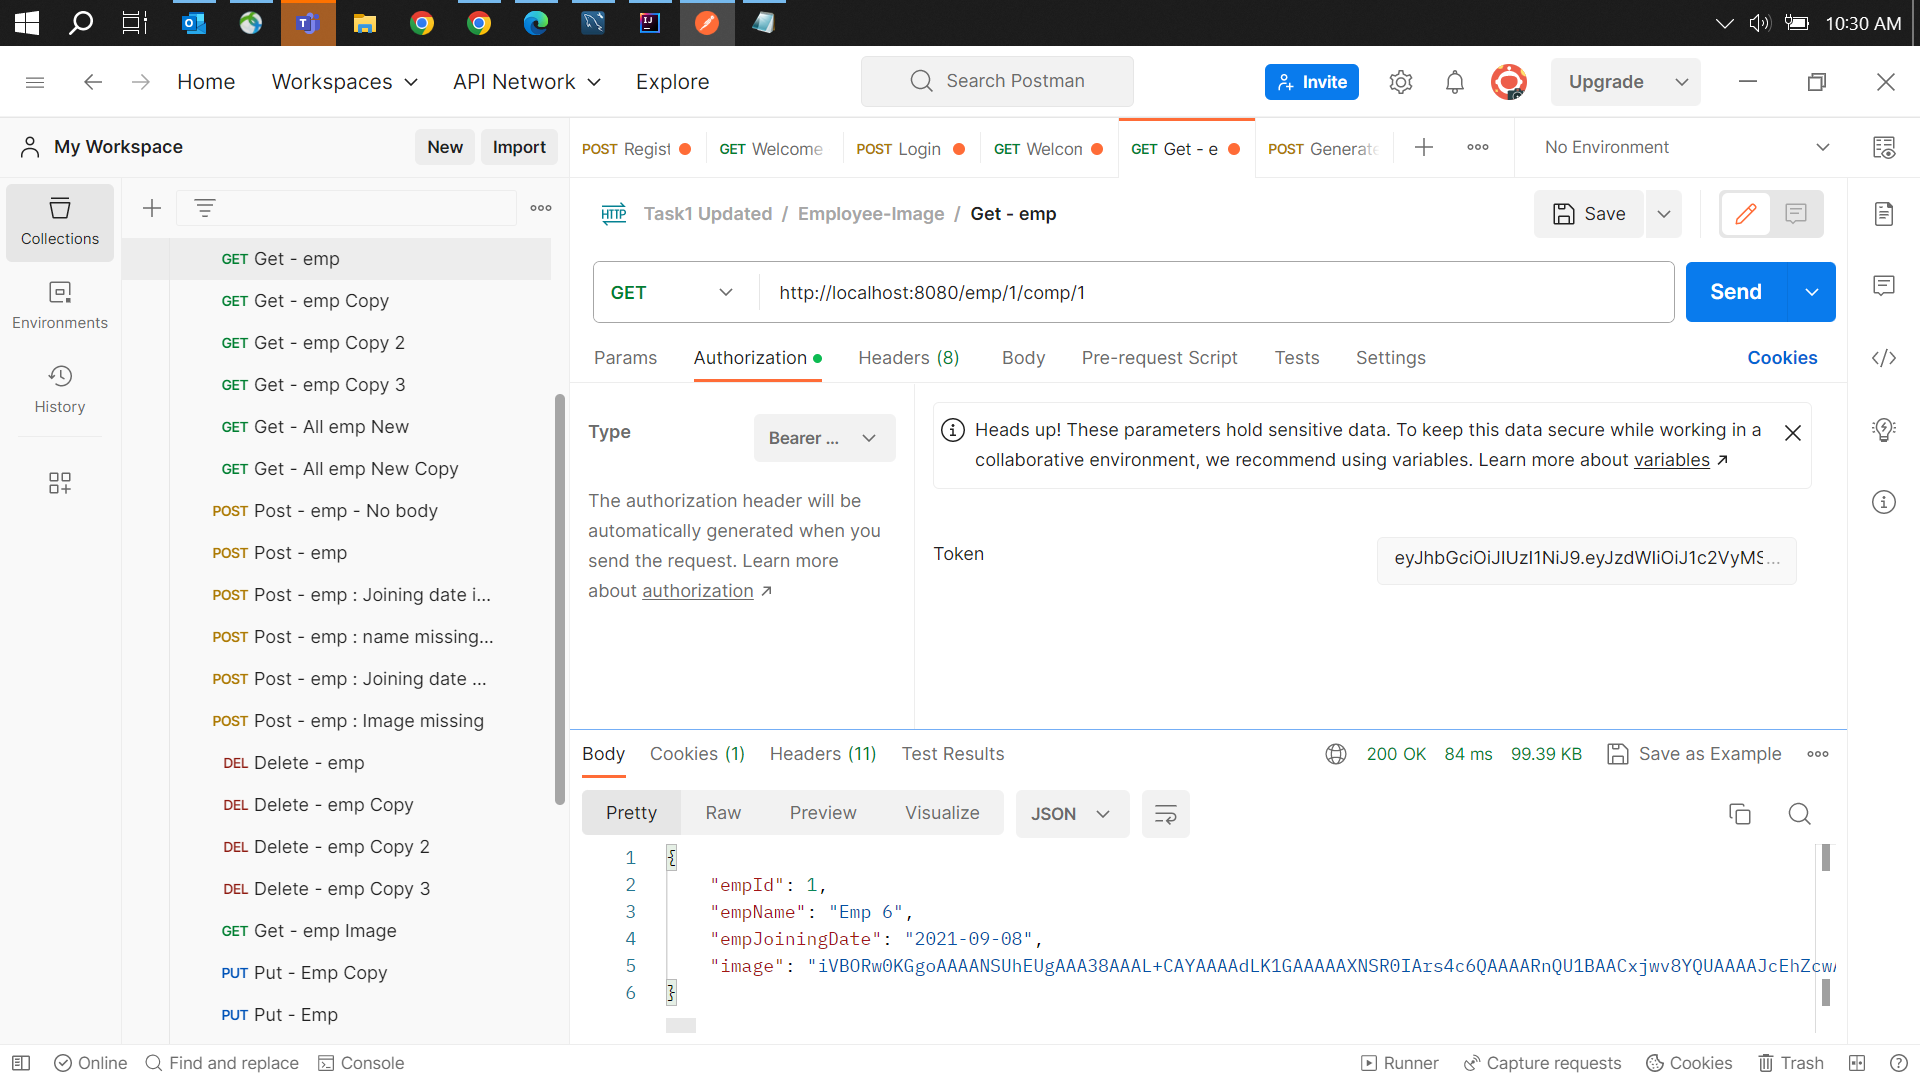 10:30 AM
Home
Workspaces
API Network
Explore
Search Postman
Invite
Upgrade
My Workspace
New
Import
POST Regist
GET Welcome
POST Login
GET Welcon
GET Get - e
POST Generate
No Environment
Collections
Environments
History
GET Get - emp
GET Get - emp Copy
GET Get - emp Copy 2
GET Get - emp Copy 3
GET Get - All emp New
GET Get - All emp New Copy
POST Post - emp - No body
POST Post - emp
POST Post - emp : Joining date i...
POST Post - emp : name missing...
POST Post - emp : Joining date ...
POST Post - emp : Image missing
DEL Delete - emp
DEL Delete - emp Copy
DEL Delete - emp Copy 2
DEL Delete - emp Copy 3
GET Get - emp Image
PUT Put - Emp Copy
PUT Put - Emp
HTTP Task1 Updated / Employee-Image / Get - emp
Save
GET http://localhost:8080/emp/1/comp/1
Send
Params Authorization Headers (8) Body Pre-request Script Tests Settings Cookies
Type
Bearer ...
The authorization header will be
automatically generated when you
send the request. Learn more
about authorization ↗
Heads up! These parameters hold sensitive data. To keep this data secure while working in a
collaborative environment, we recommend using variables. Learn more about variables ↗
Token
eyJhbGciOiJIUzI1NiJ9.eyJzdWIiOiJ1c2VyMS...
Body Cookies (1) Headers (11) Test Results
200 OK 84 ms 99.39 KB Save as Example
Pretty Raw Preview Visualize JSON
1 {
2 "empId": 1,
3 "empName": "Emp 6",
4 "empJoiningDate": "2021-09-08",
5 "image": "iVBORw0KGgoAAAANSUhEUgAAA38AAAL+CAYAAAAdLK1GAAAAAXNSR0IArs4c6QAAAARnQU1BAACxjwv8YQUAAAAJcEhZcwA
6 }
Online
Find and replace
Console
Runner
Capture requests
Cookies
Trash